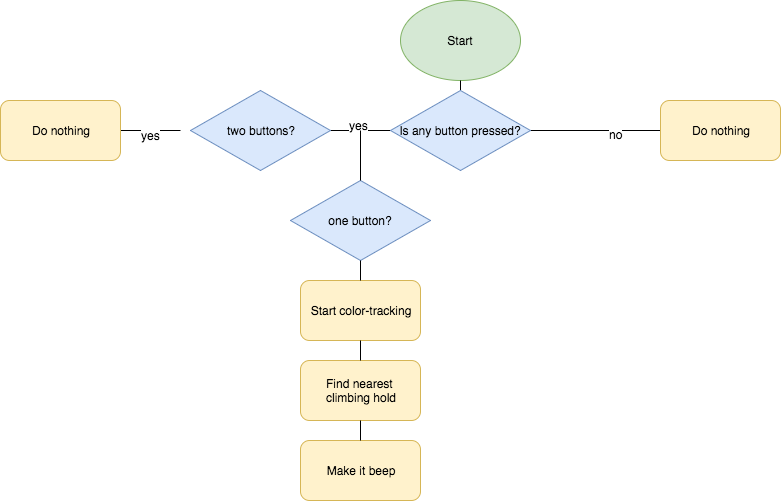 Start
Do nothing
yes
two buttons?
yes
Is any button pressed?
no
Do nothing
one button?
Start color-tracking
Find nearest
climbing hold
Make it beep